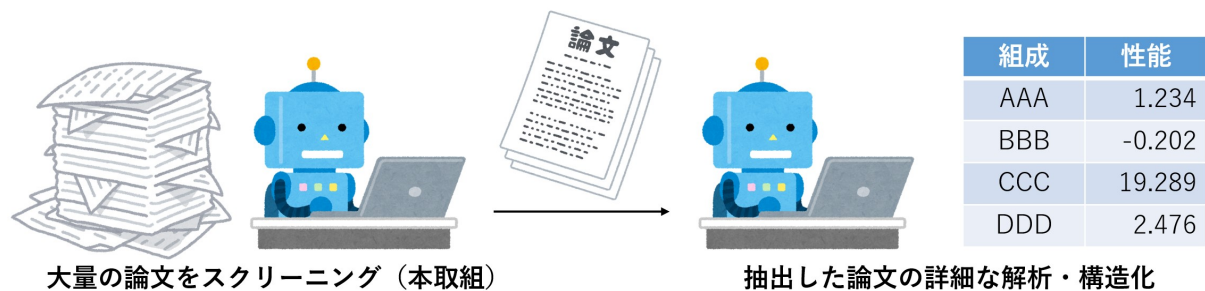 論文
組成 性能
AAA 1.234
BBB -0.202
CCC 19.289
DDD 2.476
大量の論文をスクリーニング（本取組）
抽出した論文の詳細な解析・構造化